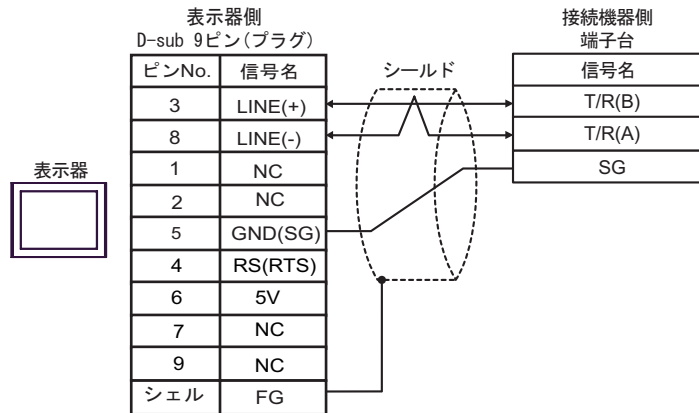 表示器側
D-sub 9ピン(プラグ)
接続機器側
端子台
ピンNo. 信号名
シールド
信号名
3 LINE(+)
T/R(B)
8 LINE(-)
T/R(A)
表示器
1 NC
SG
2 NC
5 GND(SG)
4 RS(RTS)
6 5V
7 NC
9 NC
シェル FG